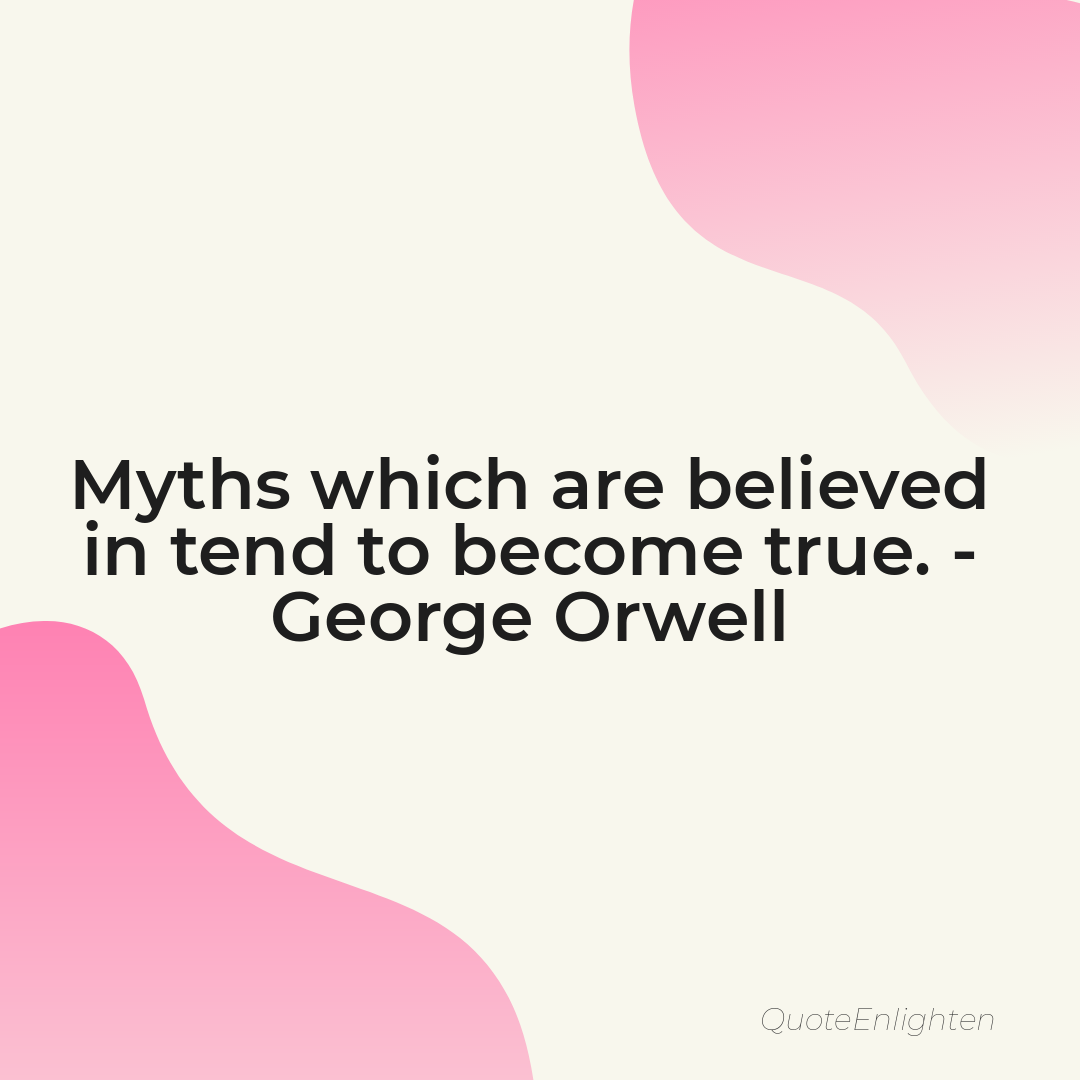 Myths which are believed
in tend to become true. -
George Orwell
QuoteEnlighten